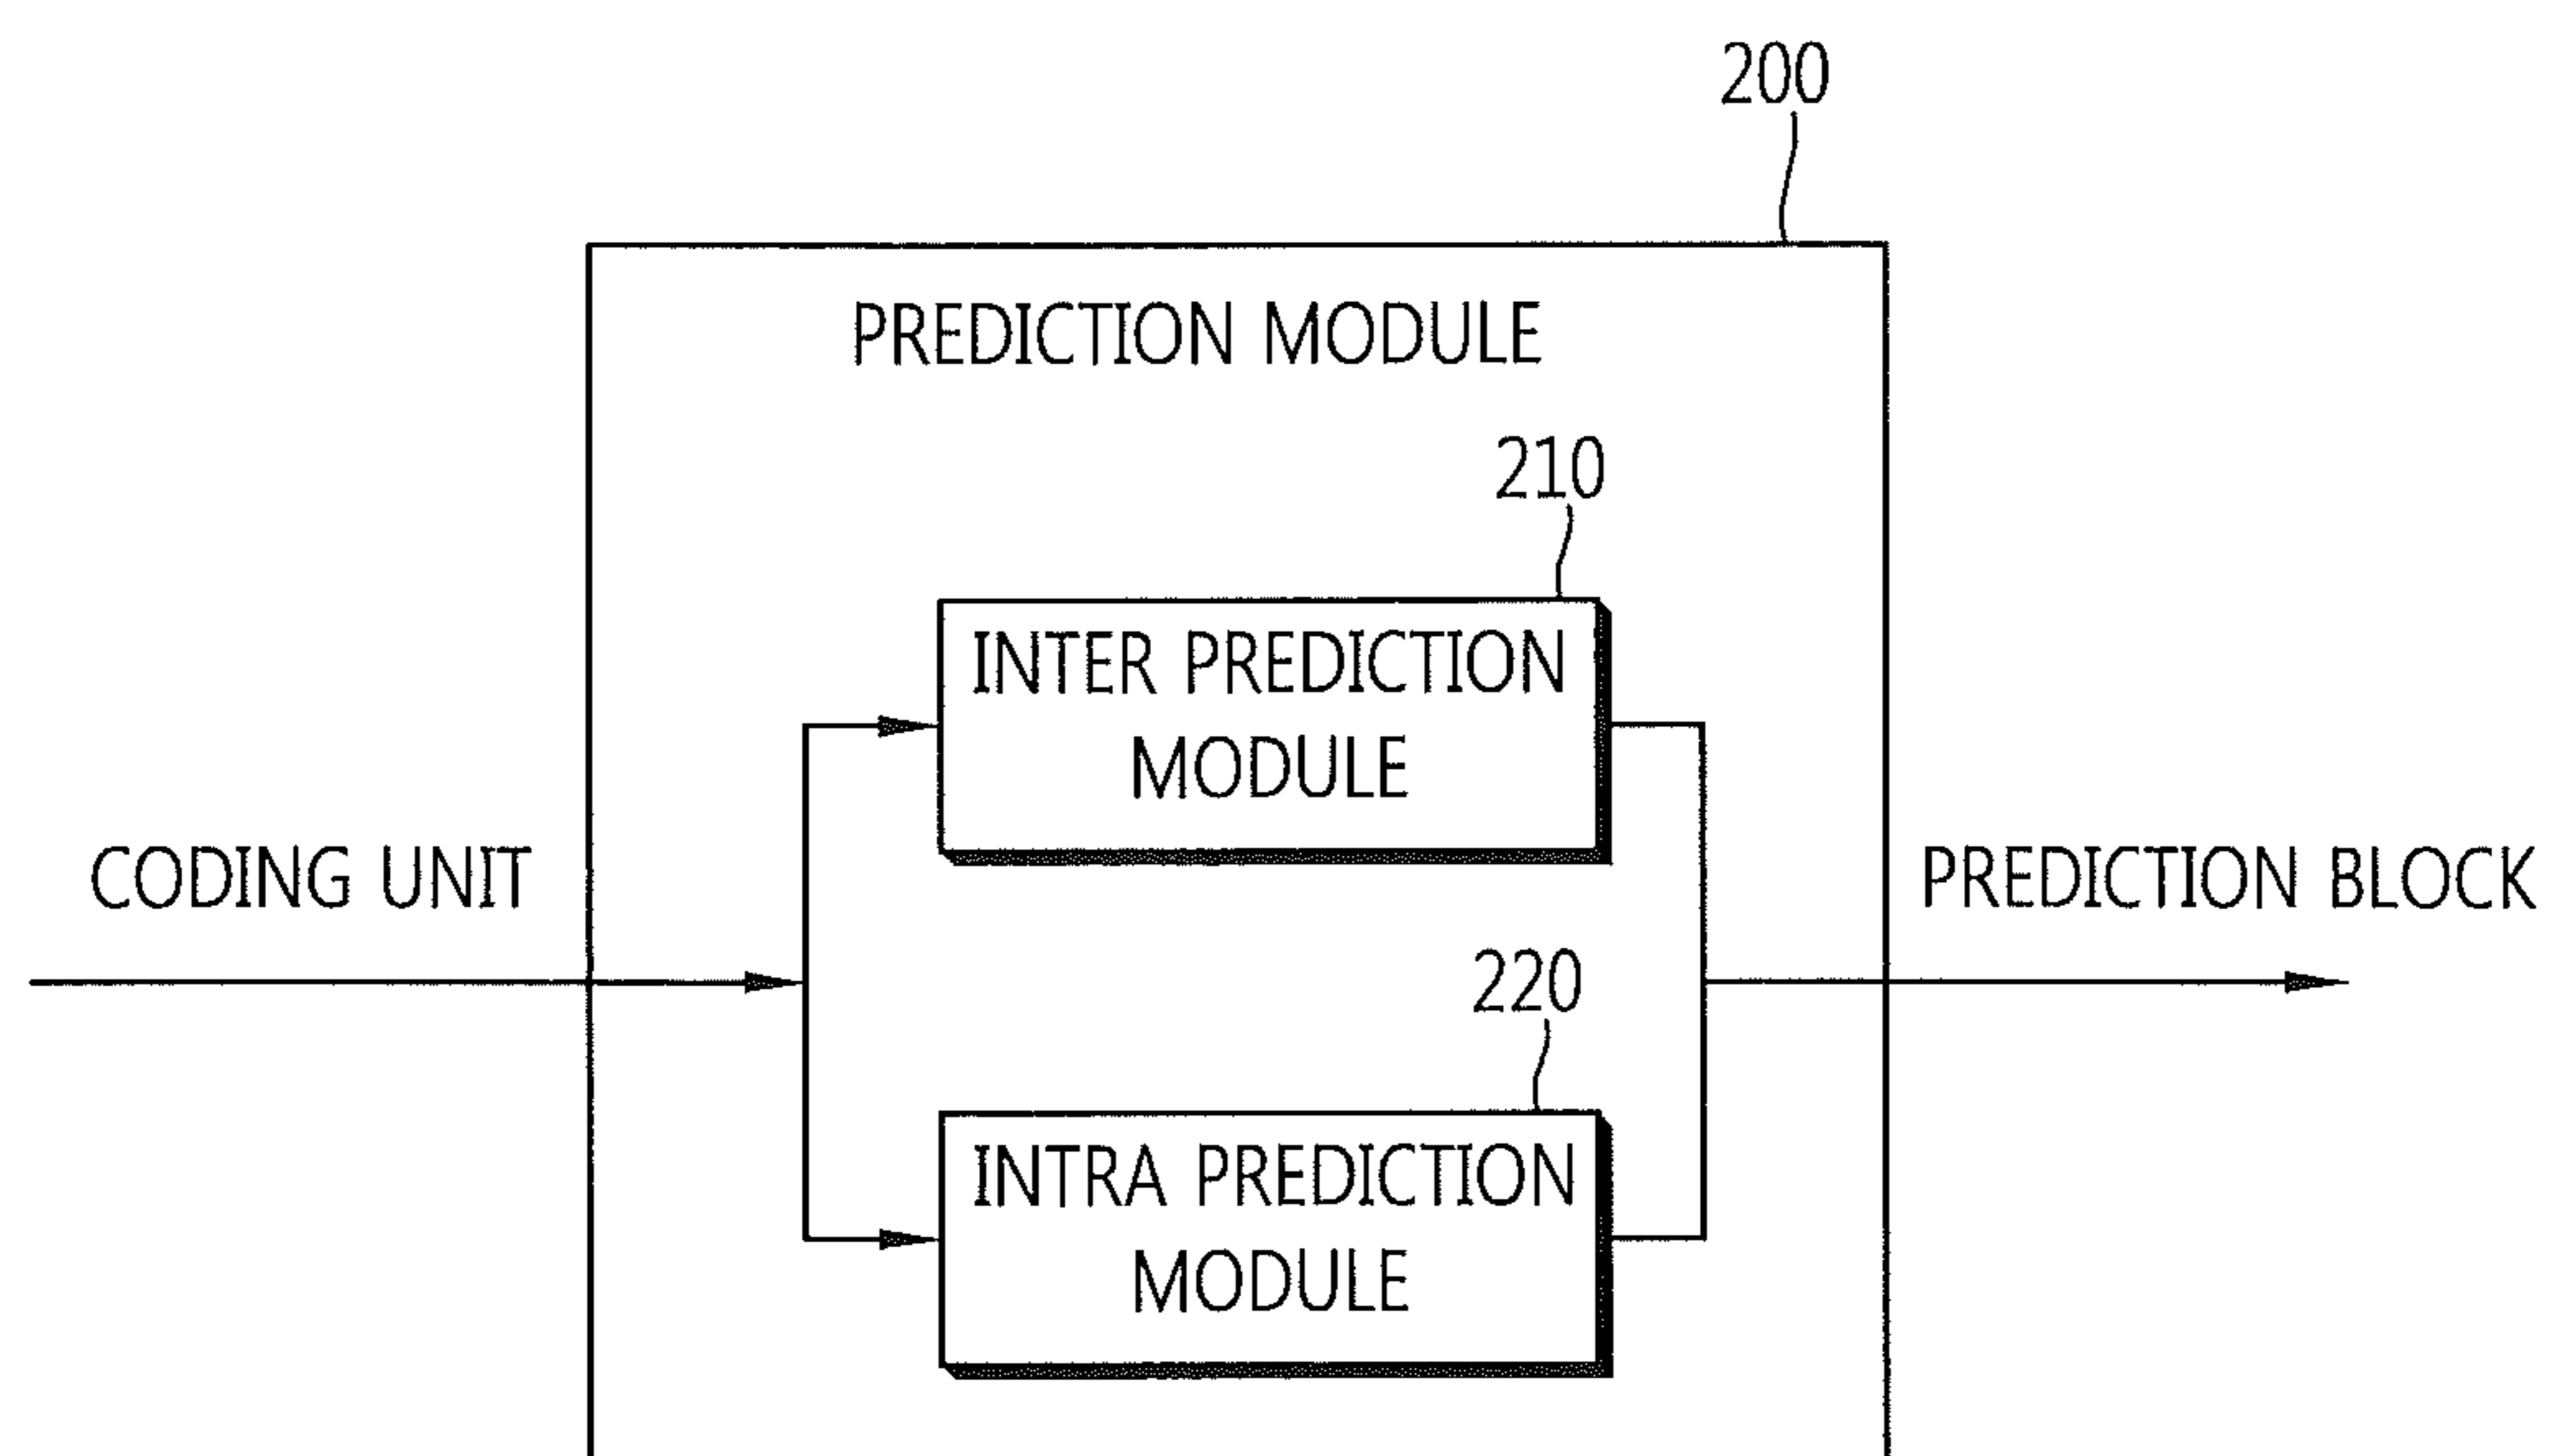 200
PREDICTION MODULE
210
INTER PREDICTION
MODULE
CODING UNIT
PREDICTION BLOCK
220
INTRA PREDICTION
MODULE